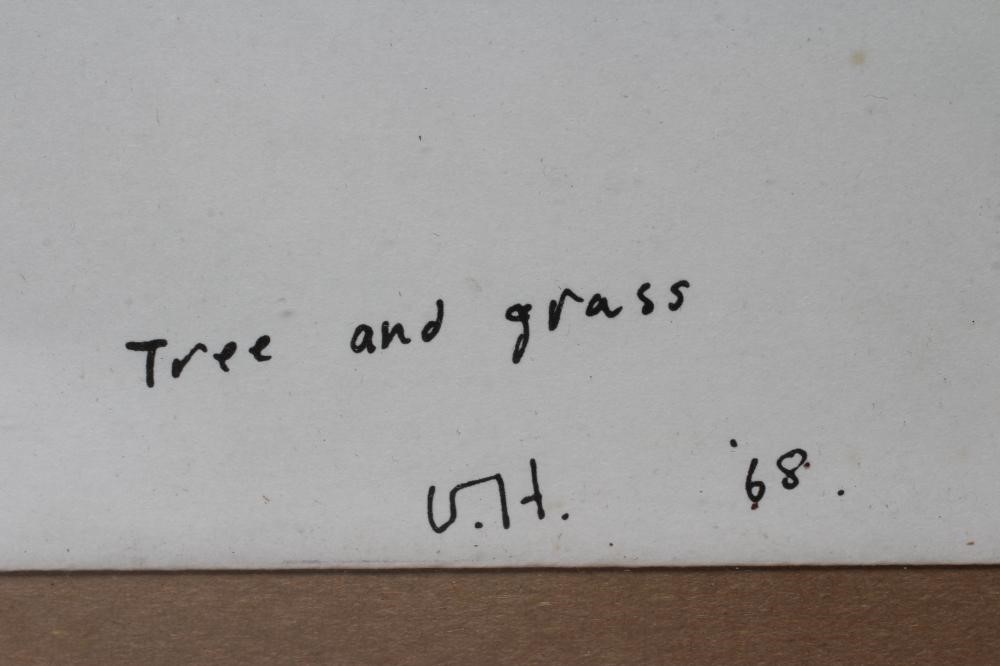 Tree and grass
V.H. '68.